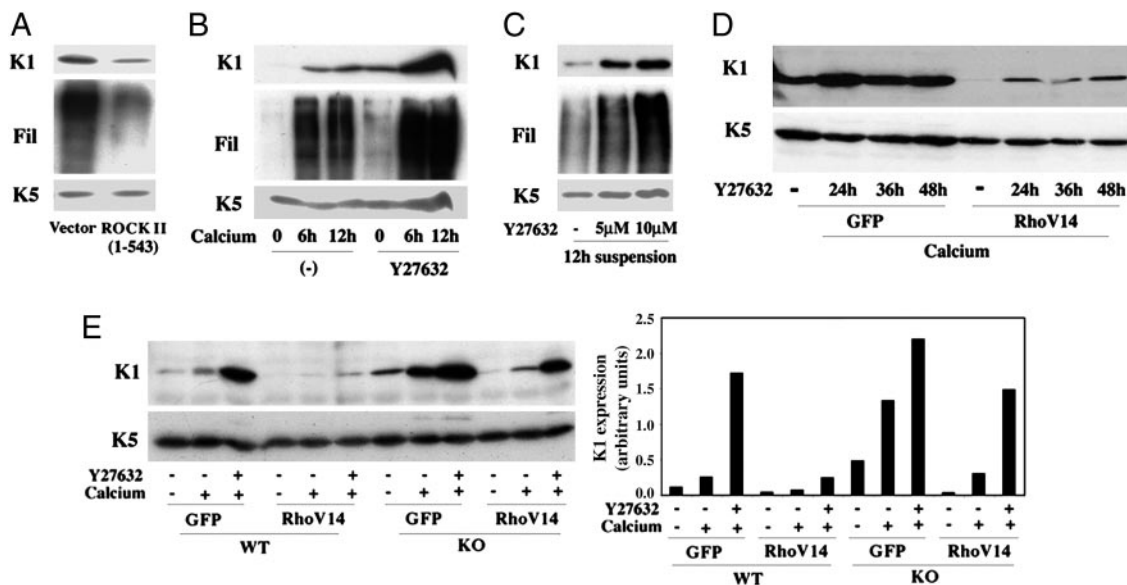 A
K1
Fil
K5
Vector ROCK II
(1-543)
B
K1
Fil
K5
Calcium 0 6h 12h 0 6h 12h
(-) Y27632
C
K1
Fil
K5
Y27632 - 5μM 10μM
12h suspension
D
K1
K5
Y27632 - 24h 36h 48h - 24h 36h 48h
GFP RhoV14
Calcium
E
K1
K5
Y27632 - - + - - + - - + - - +
Calcium - + + - + + - + + - + +
GFP RhoV14 GFP RhoV14
WT KO
K1 expression
(arbitrary units)
2.5
2.0
1.5
1.0
0.5
0.0
Y27632 - - + - - + - - + - - +
Calcium - + + - + + - + + - + +
GFP RhoV14 GFP RhoV14
WT KO